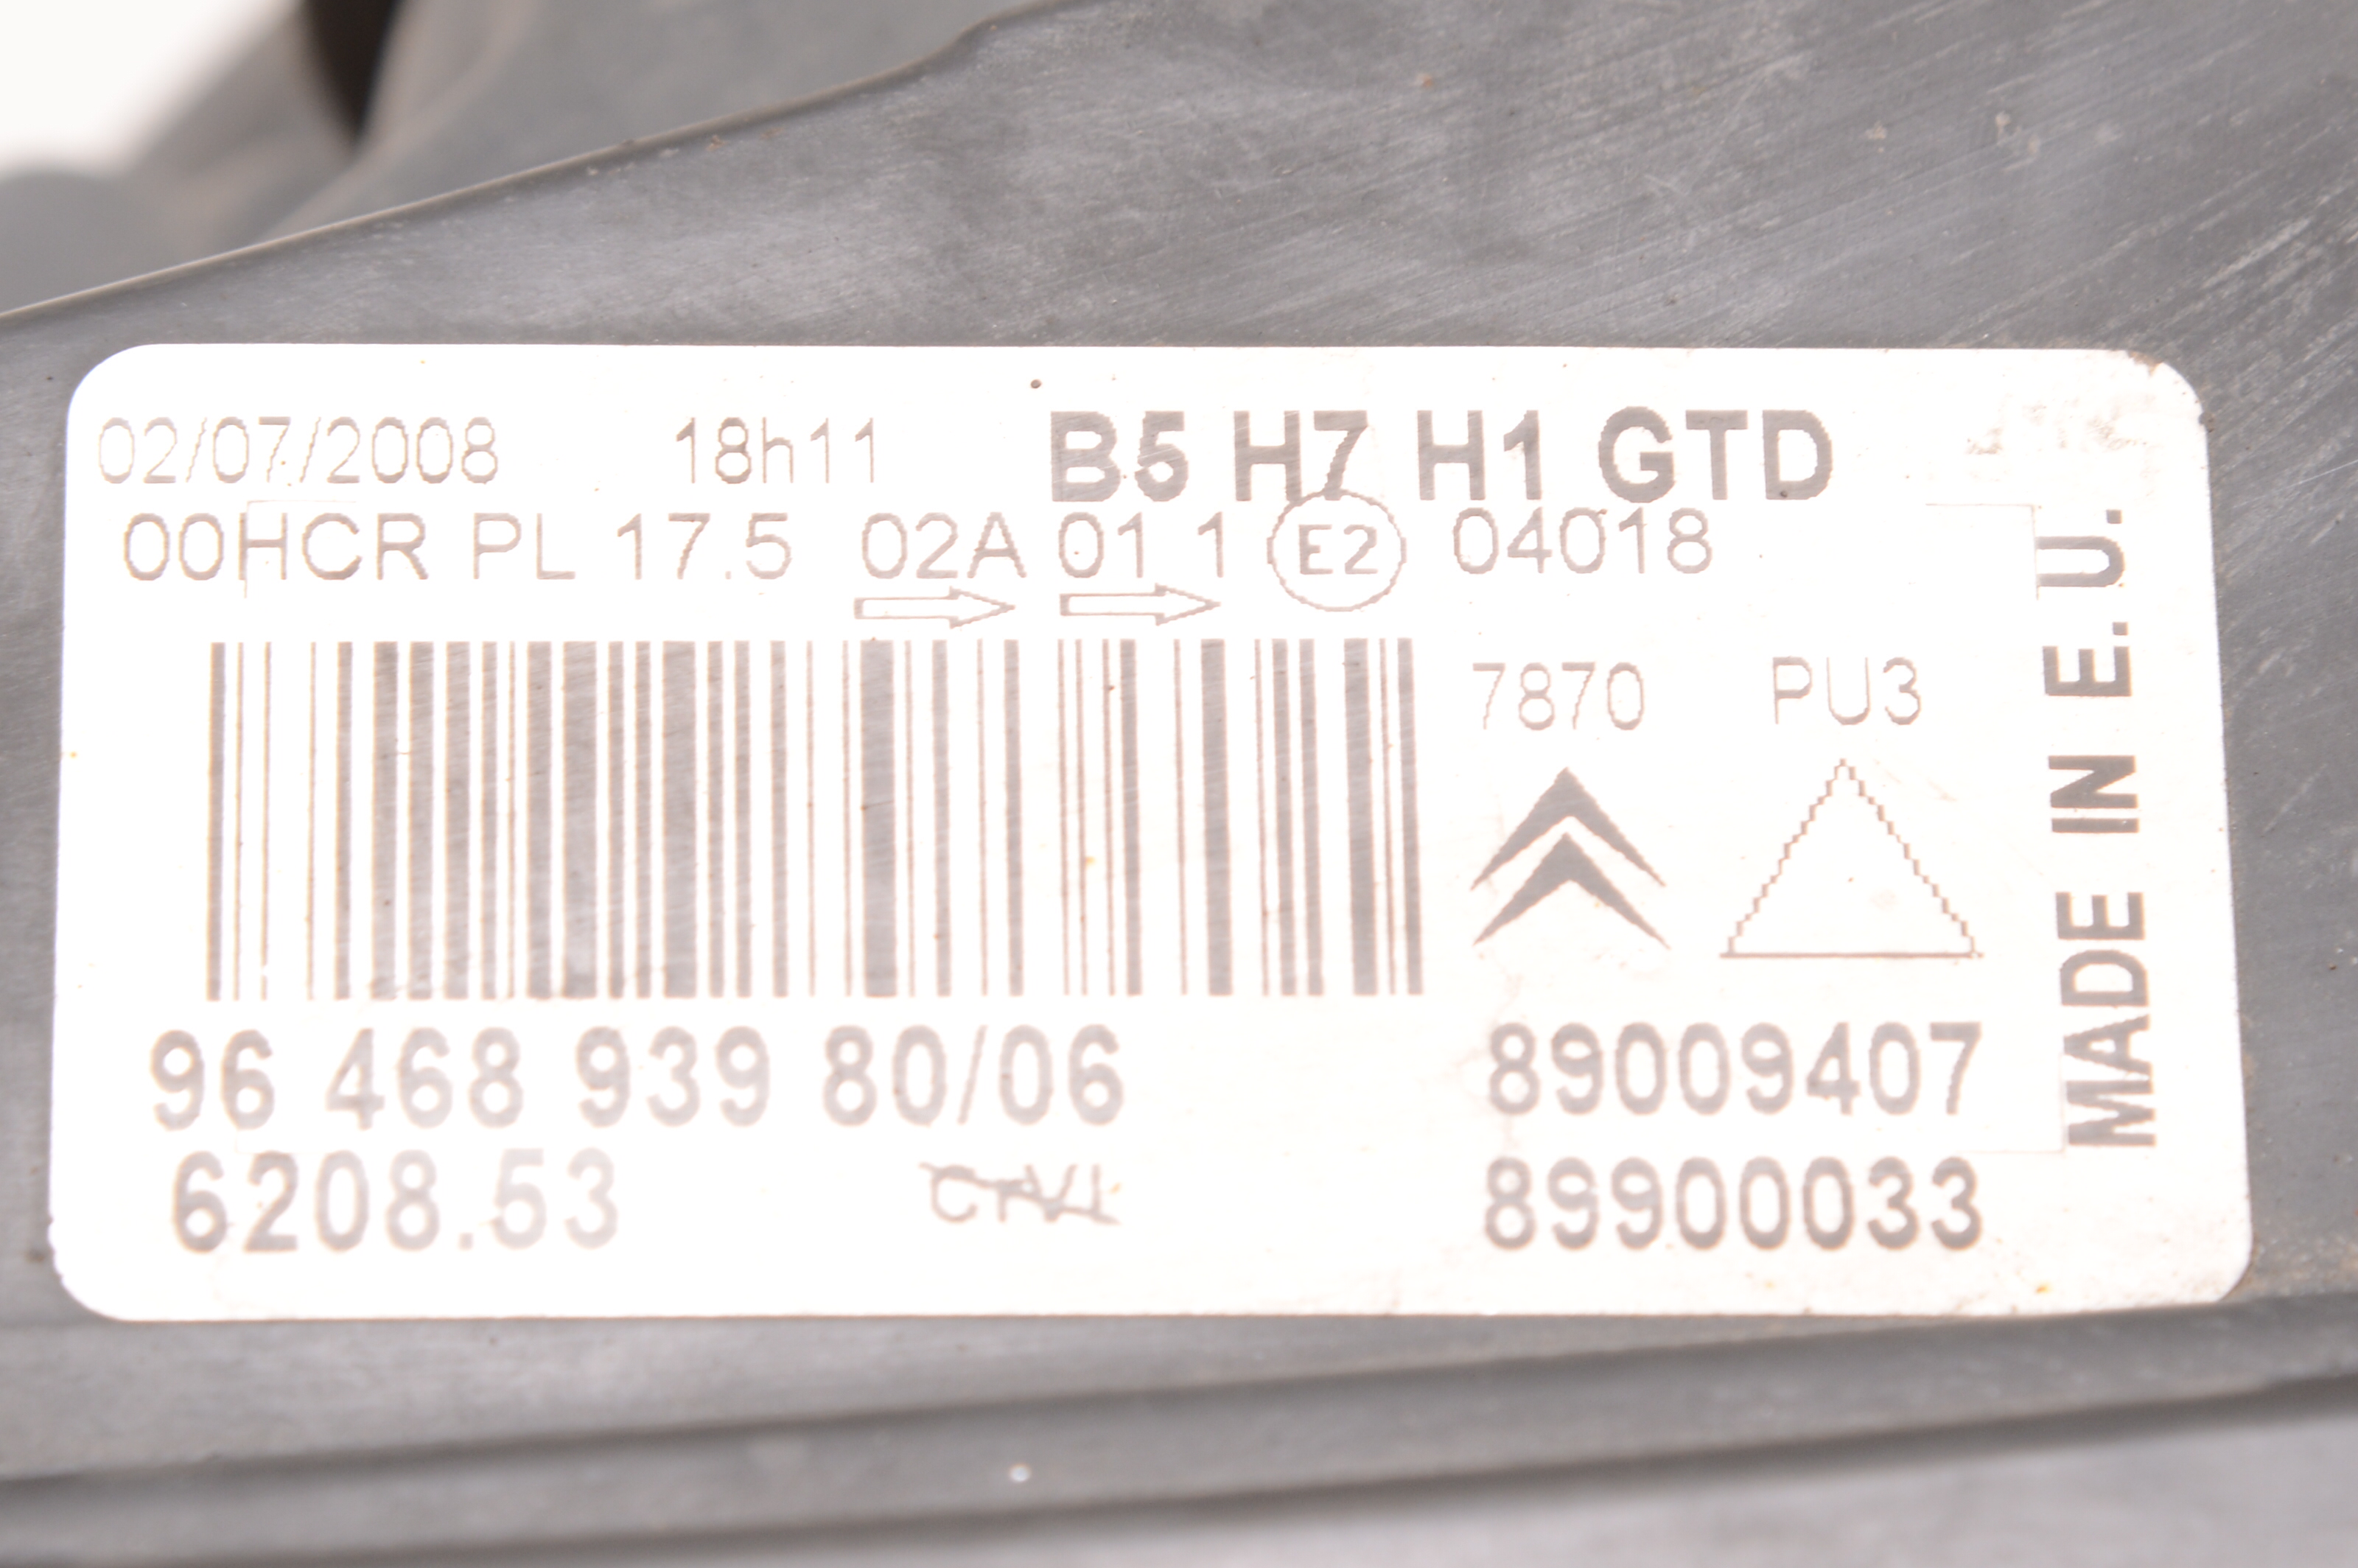 02/07/2008 18h11 B5 H7 H1 GTD
00HCR PL 17.5 02A 01 1 E2 04018
7870 PU3
96 468 939 80/06 89009407
6208.53 89900033
MADE IN E.U.